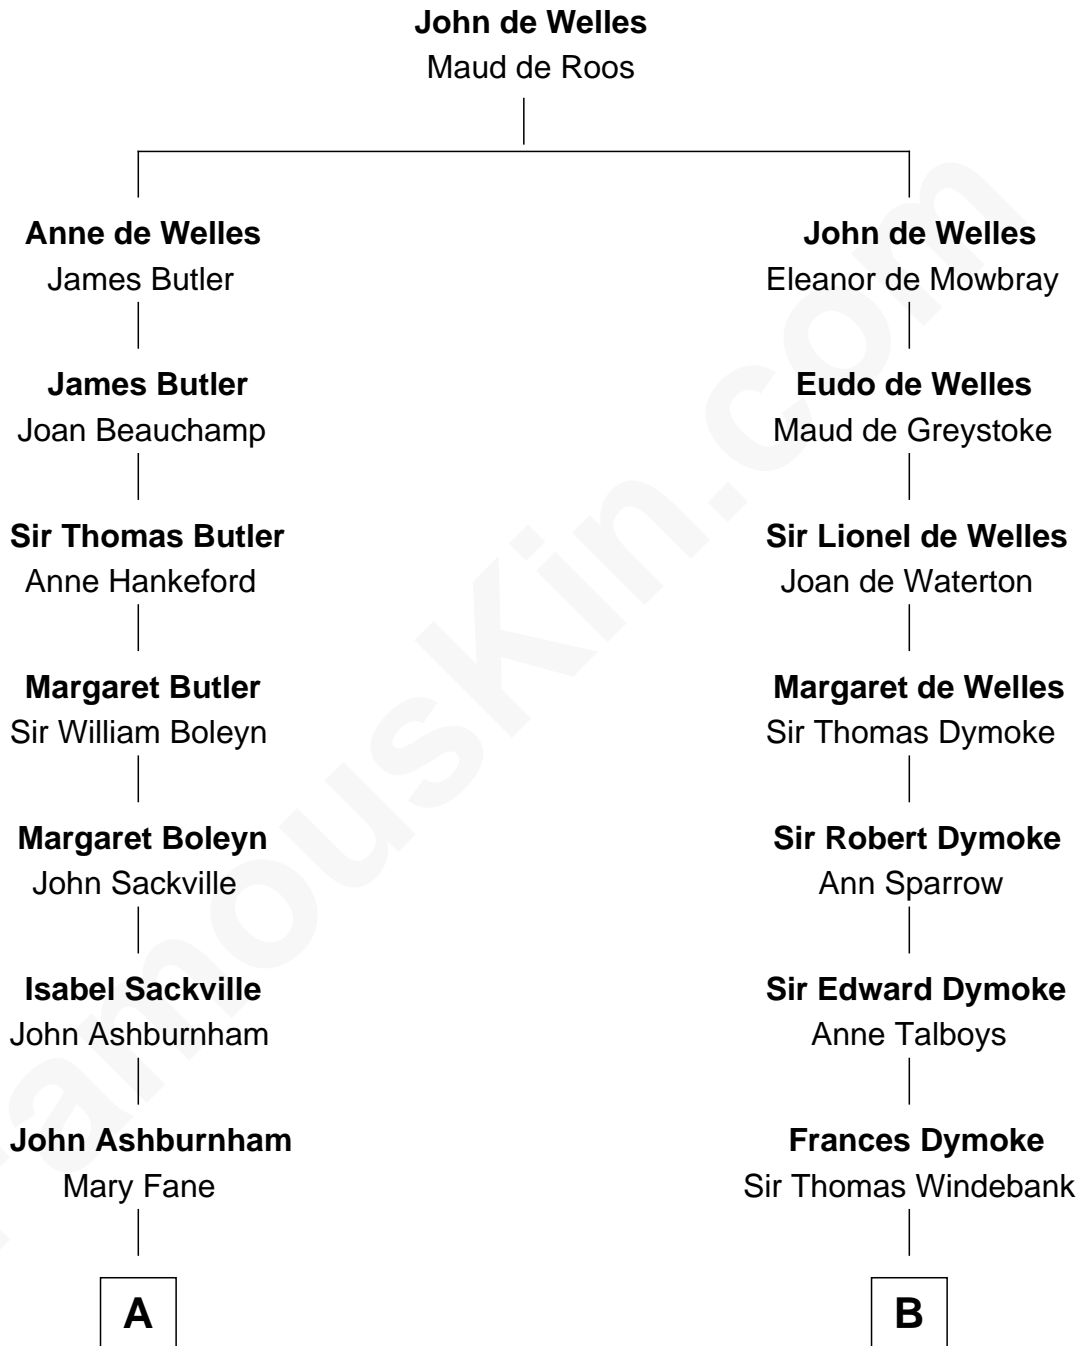 John de Welles
Maud de Roos
Anne de Welles
James Butler
John de Welles
Eleanor de Mowbray
James Butler
Joan Beauchamp
Eudo de Welles
Maud de Greystoke
Sir Thomas Butler
Anne Hankeford
Sir Lionel de Welles
Joan de Waterton
Margaret Butler
Sir William Boleyn
Margaret de Welles
Sir Thomas Dymoke
Margaret Boleyn
John Sackville
Sir Robert Dymoke
Ann Sparrow
Isabel Sackville
John Ashburnham
Sir Edward Dymoke
Anne Talboys
John Ashburnham
Mary Fane
Frances Dymoke
Sir Thomas Windebank
A
B
FamousKin.com